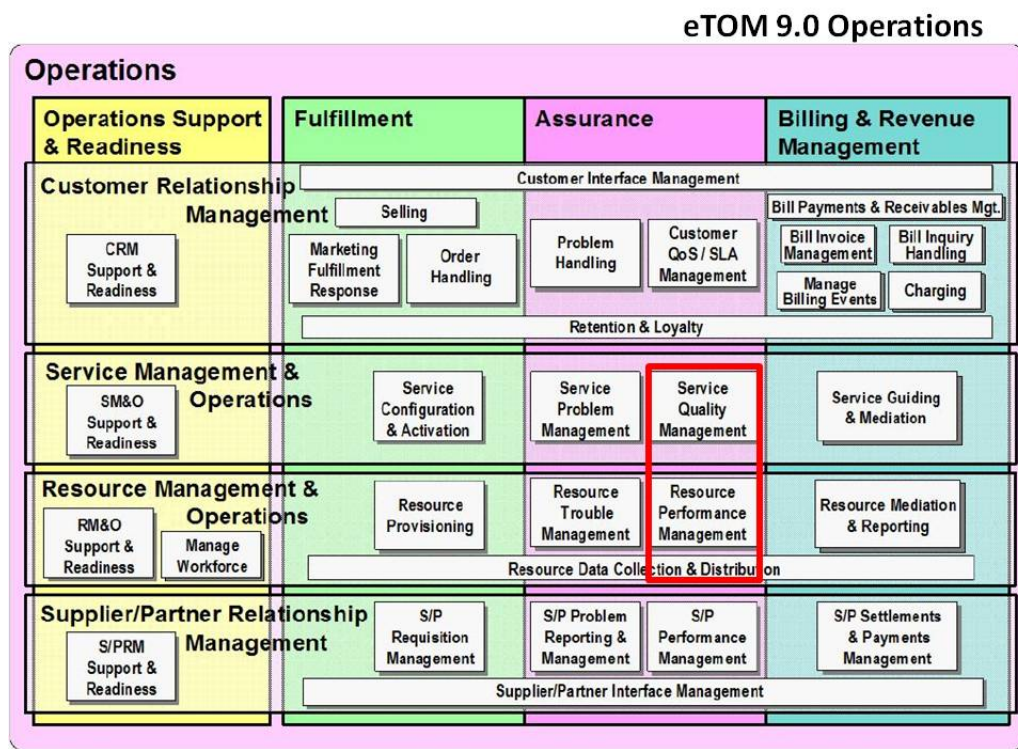 eTOM 9.0 Operations
Operations
Operations Support
& Readiness
Fulfillment
Assurance
Billing & Revenue
Management
Customer Relationship
Management
Customer Interface Management
CRM
Support &
Readiness
Selling
Marketing
Fulfillment
Response
Order
Handling
Problem
Handling
Customer
QoS / SLA
Management
Bill Payments & Receivables Mgt.
Bill Invoice
Management
Bill Inquiry
Handling
Manage
Billing Events
Charging
Retention & Loyalty
Service Management &
Operations
SM&O
Support &
Readiness
Service
Configuration
& Activation
Service
Problem
Management
Service
Quality
Management
Service Guiding
& Mediation
Resource Management &
Operations
RM&O
Support &
Readiness
Manage
Workforce
Resource
Provisioning
Resource
Trouble
Management
Resource
Performance
Management
Resource Mediation
& Reporting
Resource Data Collection & Distribution
Supplier/Partner Relationship
Management
S/PRM
Support &
Readiness
S/P
Requisition
Management
S/P Problem
Reporting &
Management
S/P
Performance
Management
S/P Settlements
& Payments
Management
Supplier/Partner Interface Management